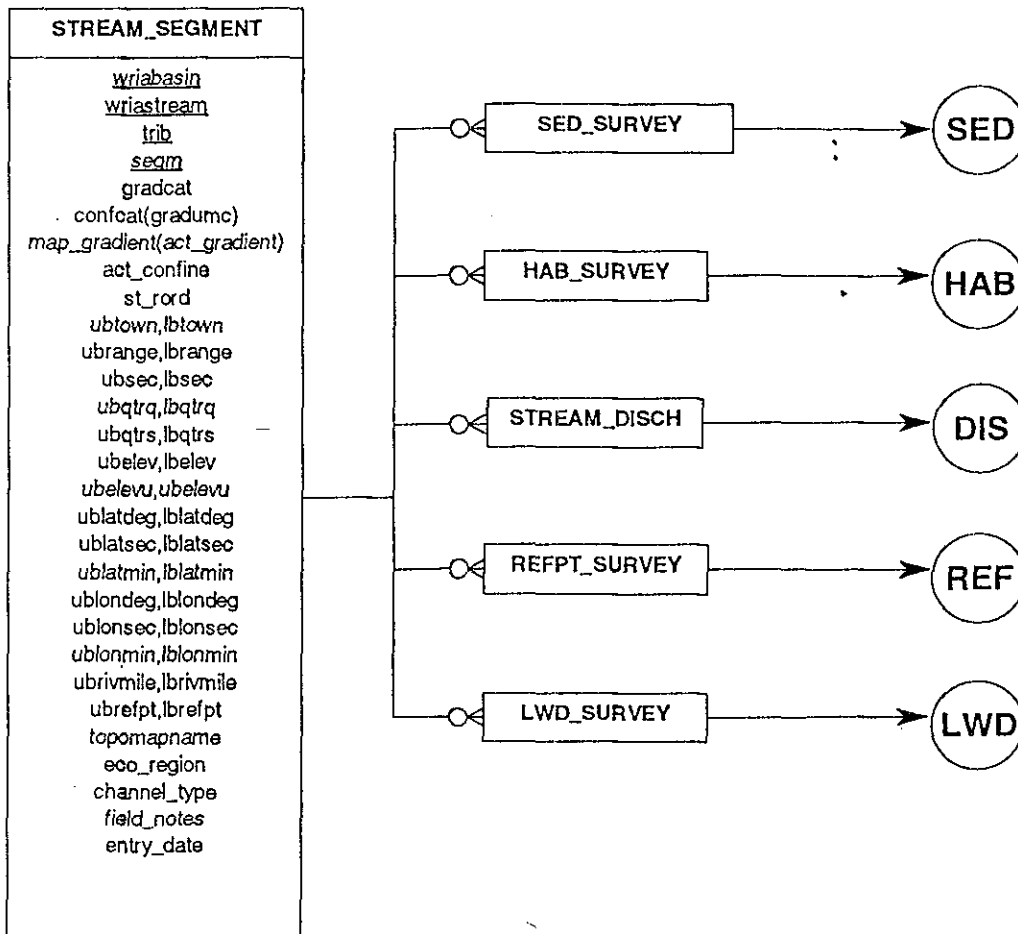 STREAM_SEGMENT
wriabasin
wriastream
trib
segm
gradcat
confcat(gradumc)
map_gradient(act_gradient)
act_confine
st_rord
ubtown,lbtown
ubrange,lbrange
ubsec,lbsec
ubqtrq,lbqtrq
ubqtrs,lbqtrs
ubelev,lbelev
ubelevu,ubelevu
ublatdeg,lblatdeg
ublatsec,lblatsec
ublatmin,lblatmin
ublondeg,lblondeg
ublonsec,lblonsec
ublonmin,lblonmin
ubrivmile,lbrivmile
ubrefpt,lbrefpt
topomapname
eco_region
channel_type
field_notes
entry_date
SED_SURVEY
SED
HAB_SURVEY
HAB
STREAM_DISCH
DIS
REFPT_SURVEY
REF
LWD_SURVEY
LWD